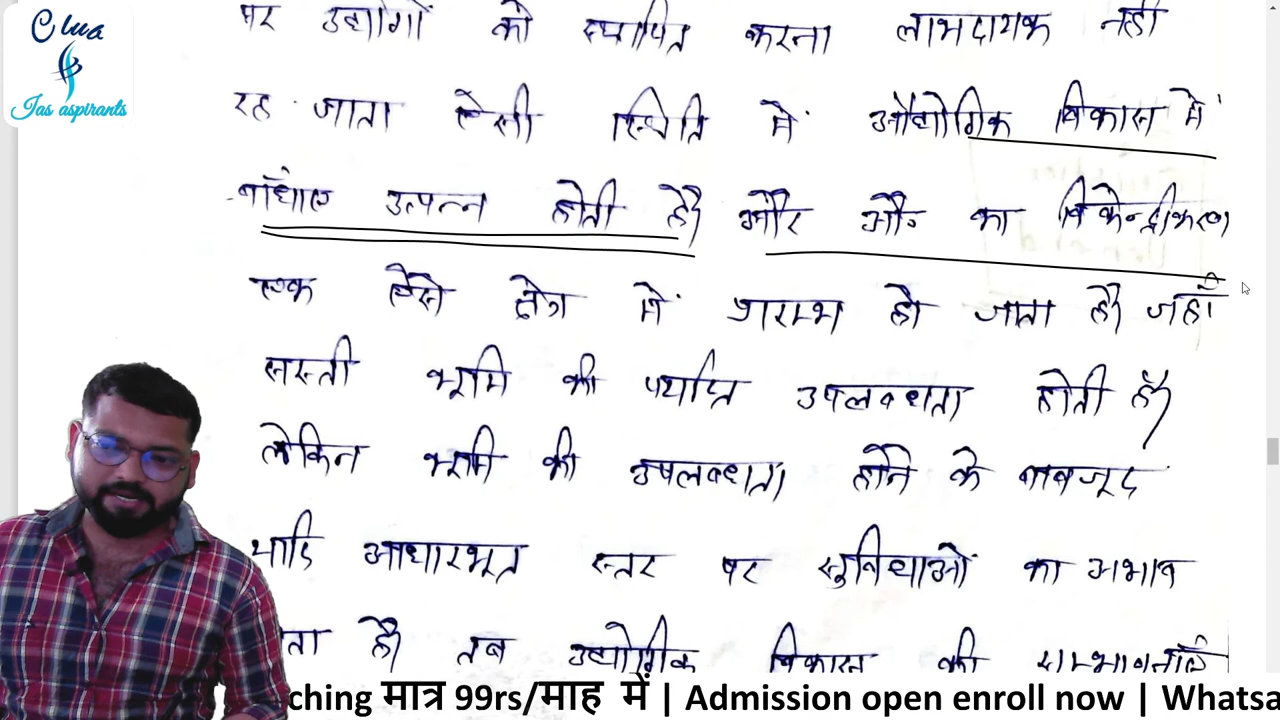 Clua
Ias aspirants
पर उद्योगों को स्थापित करना लाभदायक नहीं
रह जाता ऐसी स्थिति में औद्योगिक विकास में
बाँधाए उत्पन्न होती है और औ० का विकेन्द्रीकरण
एक ऐसे क्षेत्र में प्रारम्भ हो जाता है जहाँ
सस्ती भूमि की पर्याप्त उपलब्धता होती है
लेकिन भूमि की उपलब्धता होने के बावजूद
यदि आधारभूत स्तर पर सुविधाओं का अभाव
ता है तब उद्योगिक विकास की
ching मात्र 99rs/माह में | Admission open enroll now | Whatsa